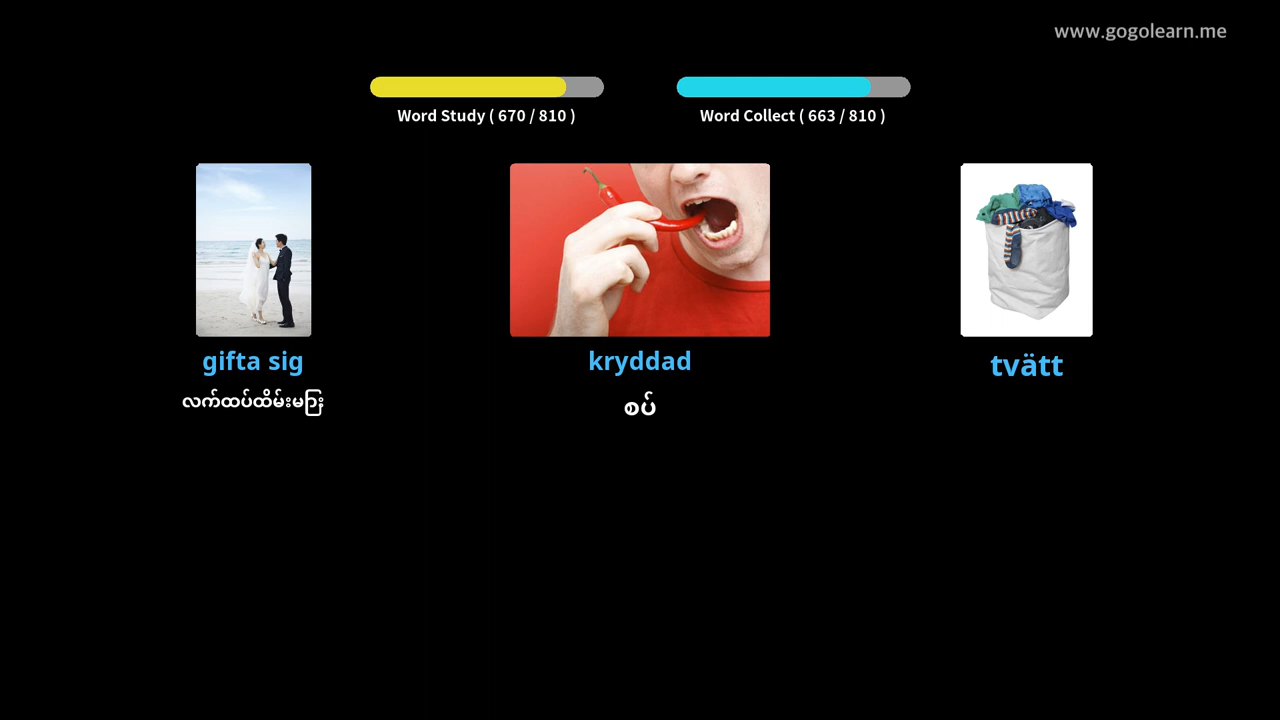 www.gogolearn.me
Word Study ( 670 / 810 )
Word Collect ( 663 / 810 )
gifta sig
kryddad
tvätt
လက်ထပ်ထိမ်းမြား
စပ်